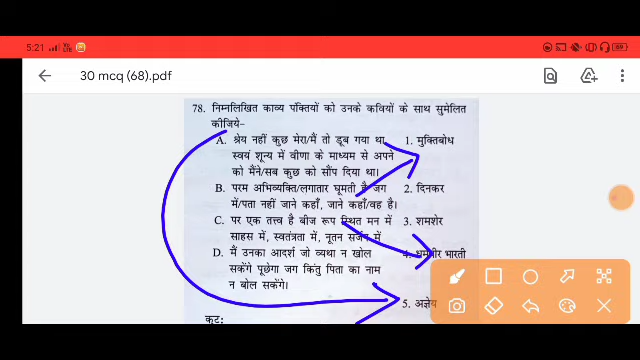 5:21
69
30 mcq (68).pdf
78. निम्नलिखित काव्य पंक्तियों को उनके कवियों के साथ सुमेलित
कीजिये-
A. श्रेय नहीं कुछ मेरा/मैं तो डूब गया था 1. मुक्तिबोध
स्वयं शून्य में वीणा के माध्यम से अपने
को मैंने/सब कुछ को सौंप दिया था।
B. परम अभिव्यक्ति/लगातार घूमती है जग 2. दिनकर
में/पता नहीं जाने कहाँ, जाने कहाँ/वह है।
C. पर एक तत्त्व है बीज रूप स्थित मन में 3. शमशेर
साहस में, स्वतंत्रता में, नूतन सर्जन में
D. मैं उनका आदर्श जो व्यथा न खोल 4. धर्मवीर भारती
सकेंगे पूछेगा जग किंतु पिता का नाम
न बोल सकेंगे।
5. अज्ञेय
कूट: